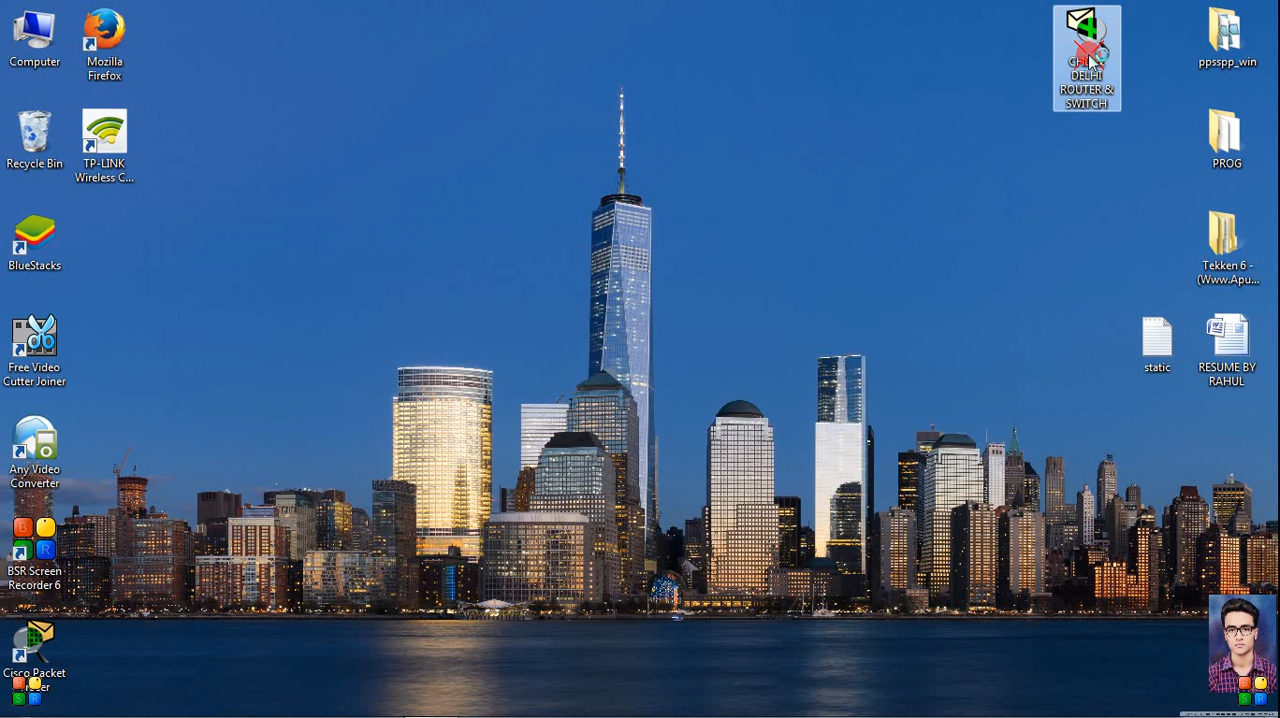 Computer
Mozilla
Firefox
DELHI
ROUTER &
SWITCH
ppsspp_win
Recycle Bin
TP-LINK
Wireless C...
PROG
BlueStacks
Tekken 6 -
(Www.Apu...
Free Video
Cutter Joiner
static
RESUME BY
RAHUL
Any Video
Converter
B
R
BSR Screen
Recorder 6
Cisco Packet
B
S R
B
S R